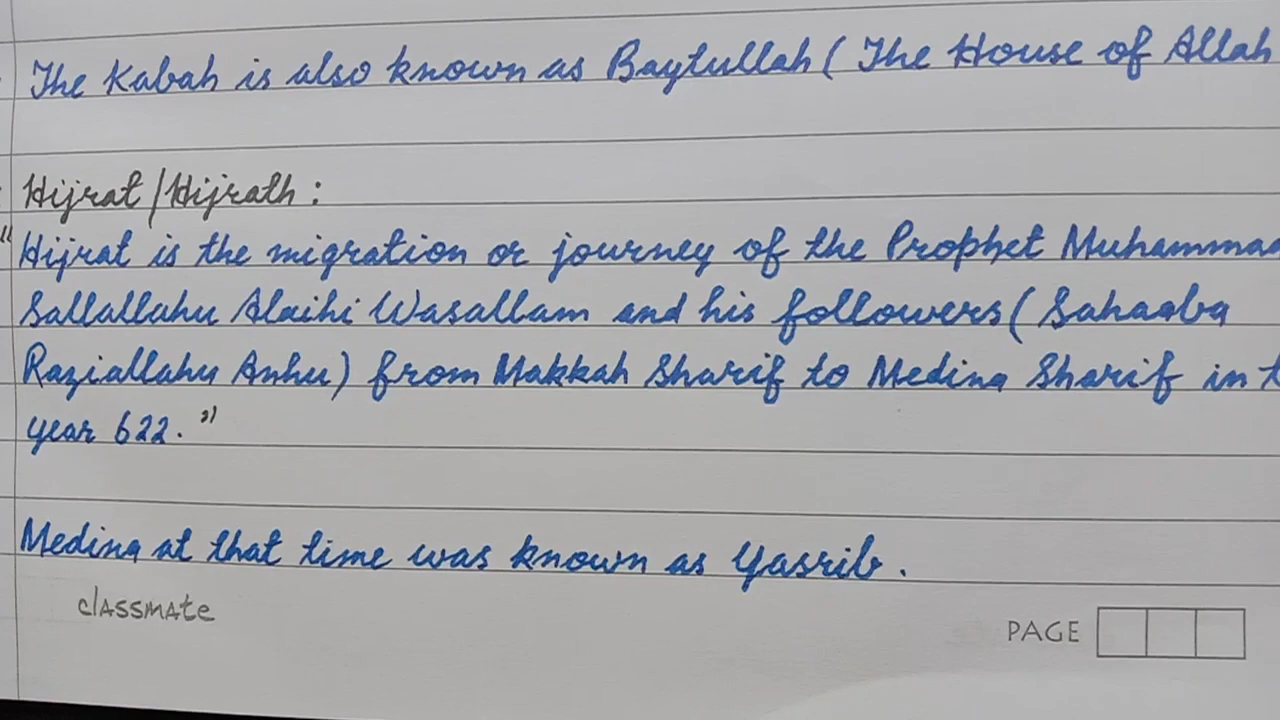 The Kabah is also known as Baytullah ( The House of Allah
Hijrat / Hijrath :
" Hijrat is the migration or journey of the Prophet Muhammad
Sallallahu Alaihi Wasallam and his followers ( Sahaaba
Raziallahu Anhu) from Makkah Sharif to Medina Sharif in t
year 622. "
Medina at that time was known as Yasrib .
classmate
PAGE